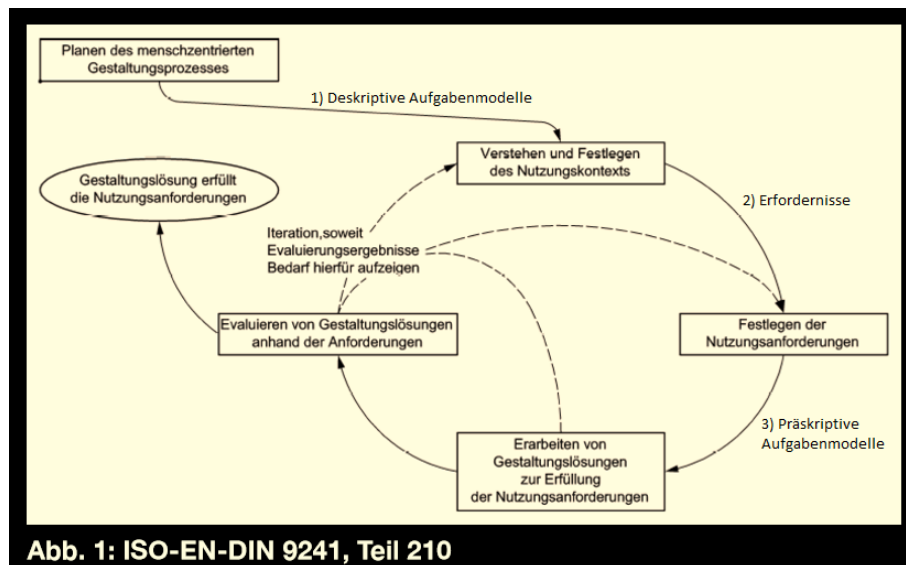 Planen des menschzentrierten
Gestaltungsprozesses
1) Deskriptive Aufgabenmodelle
Verstehen und Festlegen
des Nutzungskontexts
Gestaltungslösung erfüllt
die Nutzungsanforderungen
2) Erfordernisse
Iteration,soweit
Evaluierungsergebnisse
Bedarf hierfür aufzeigen
Evaluieren von Gestaltungslösungen
anhand der Anforderungen
Festlegen der
Nutzungsanforderungen
3) Präskriptive
Aufgabenmodelle
Erarbeiten von
Gestaltungslösungen
zur Erfüllung
der Nutzungsanforderungen
Abb. 1: ISO-EN-DIN 9241, Teil 210